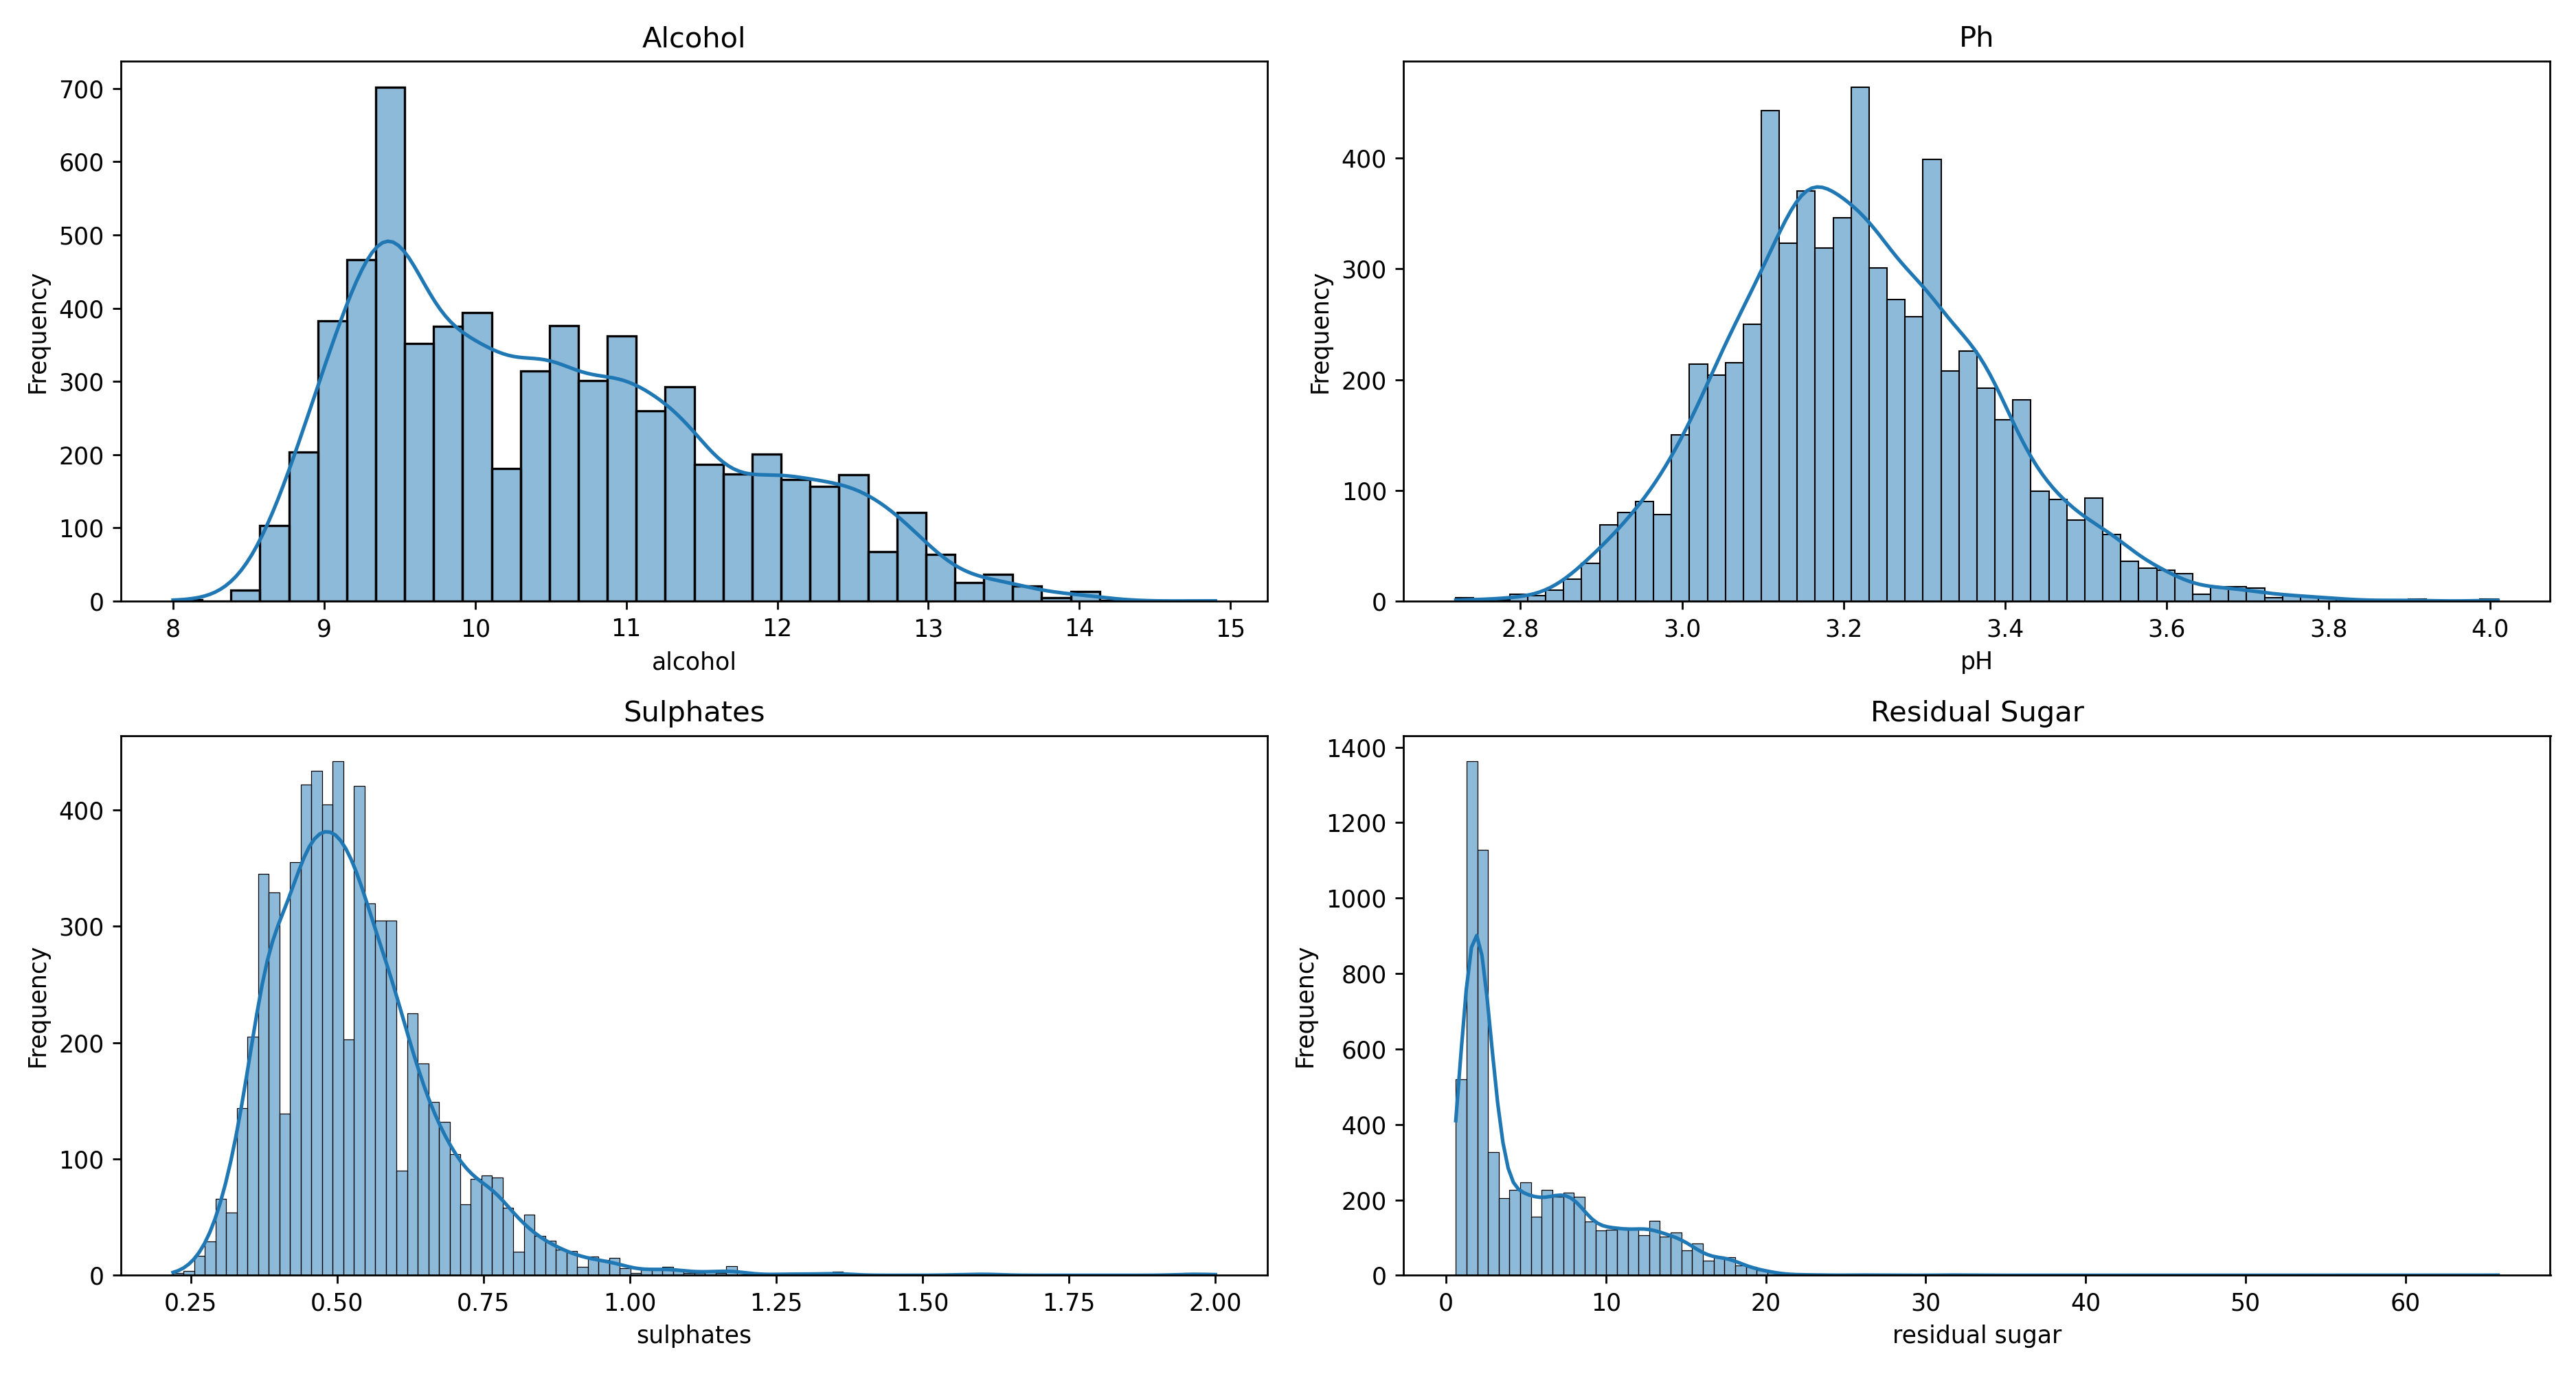 Alcohol
700
600
500
400
300
200
100
0
Frequency
8 9 10 11 12 13 14 15
alcohol
Ph
400
300
200
100
0
Frequency
2.8 3.0 3.2 3.4 3.6 3.8 4.0
pH
Sulphates
400
300
200
100
0
Frequency
0.25 0.50 0.75 1.00 1.25 1.50 1.75 2.00
sulphates
Residual Sugar
1400
1200
1000
800
600
400
200
0
Frequency
0 10 20 30 40 50 60
residual sugar